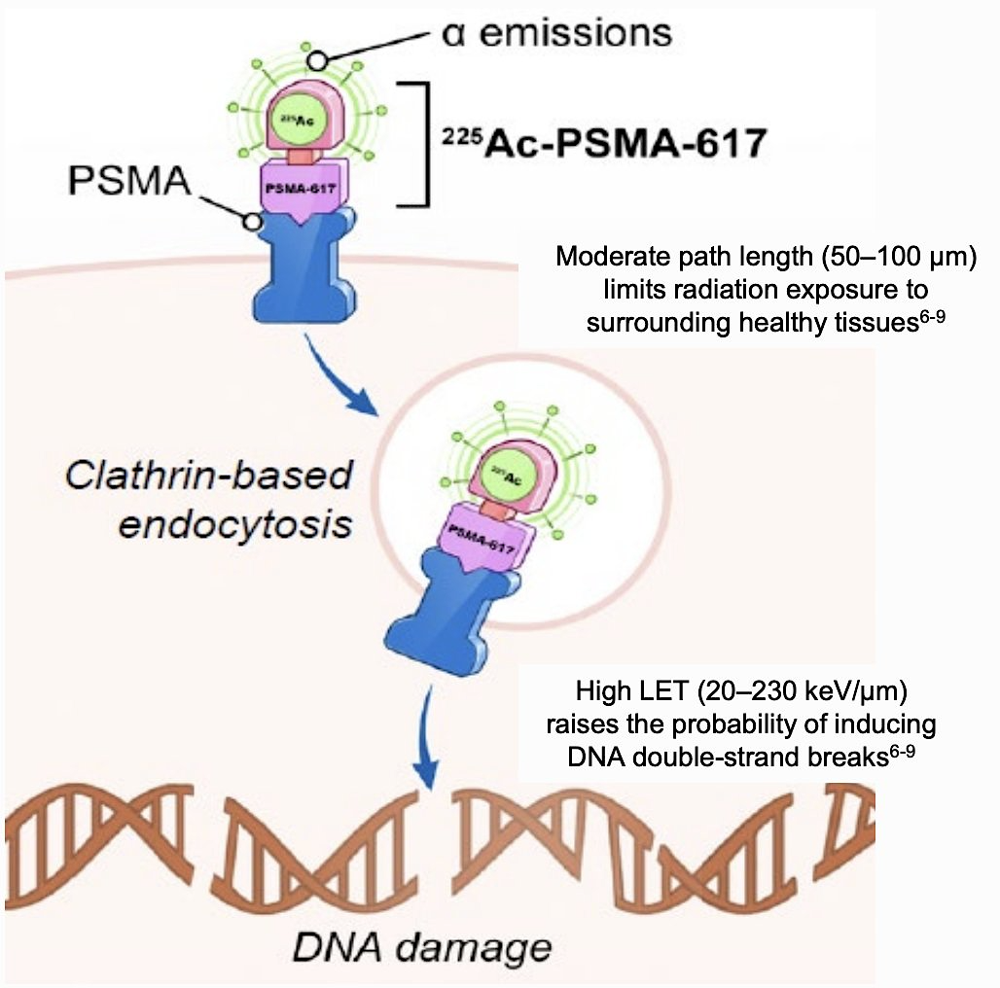 α emissions
²²⁵Ac
²²⁵Ac-PSMA-617
PSMA
PSMA-617
Moderate path length (50–100 µm)
limits radiation exposure to
surrounding healthy tissues⁶⁻⁹
Clathrin-based
endocytosis
²²⁵Ac
PSMA-617
High LET (20–230 keV/µm)
raises the probability of inducing
DNA double-strand breaks⁶⁻⁹
DNA damage